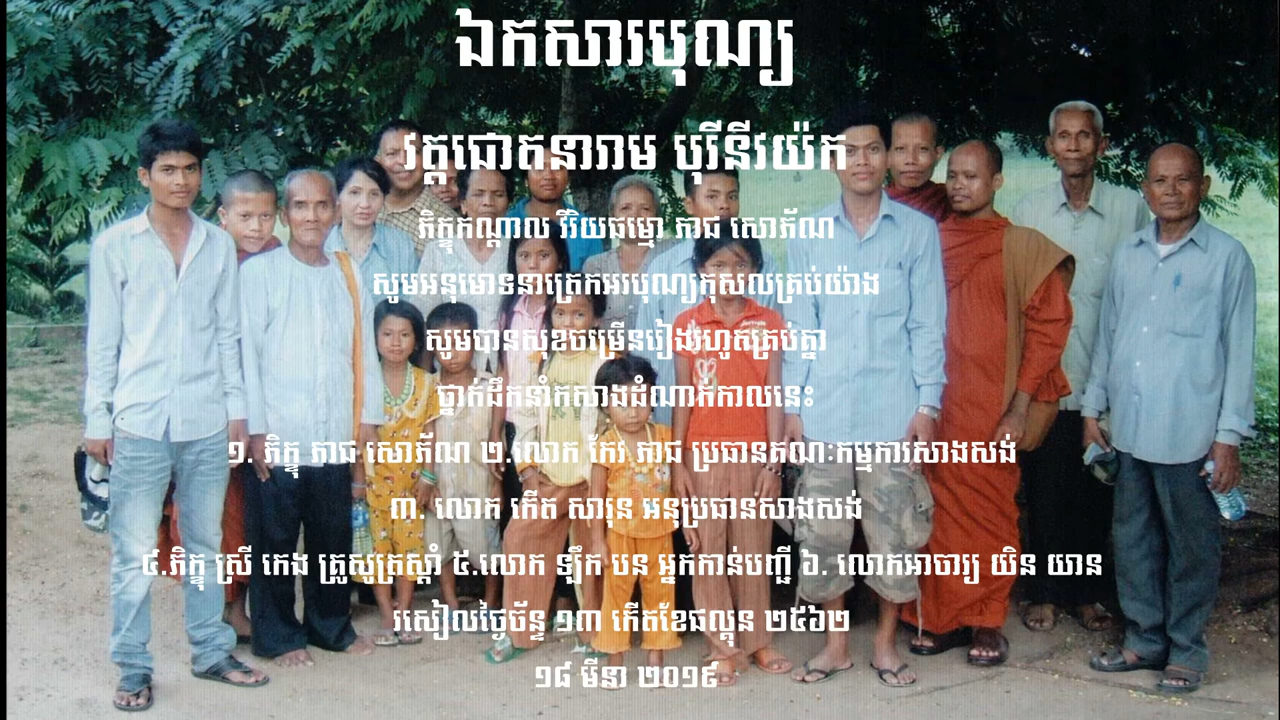 ឯកសារបុណ្យ
វត្តជោតនារាម បុរីនីវយ៉ក
ភិក្ខុកណ្តាល វិរិយធម្មោ ភាជ សោភ័ណ
សូមអនុមោទនាត្រេកអរបុណ្យកុសលគ្រប់យ៉ាង
សូមបានសុខចម្រើនរៀងរហូតគ្រប់គ្នា
ថ្នាក់ដឹកនាំកសាងដំណាក់កាលនេះ
១. ភិក្ខុ ភាជ សោភ័ណ ២.លោក កែវ ភាជ ប្រធានគណៈកម្មការសាងសង់
៣. លោក កើត សារុន អនុប្រធានសាងសង់
៤.ភិក្ខុ ស្រី កេង គ្រូសូត្រស្តាំ ៥.លោក ឡឹក បន អ្នកកាន់បញ្ជី ៦. លោកអាចារ្យ យិន យាន
រសៀលថ្ងៃច័ន្ទ ១៣ កើតខែផល្គុន ២៥៦២
១៨ មីនា ២០១៩